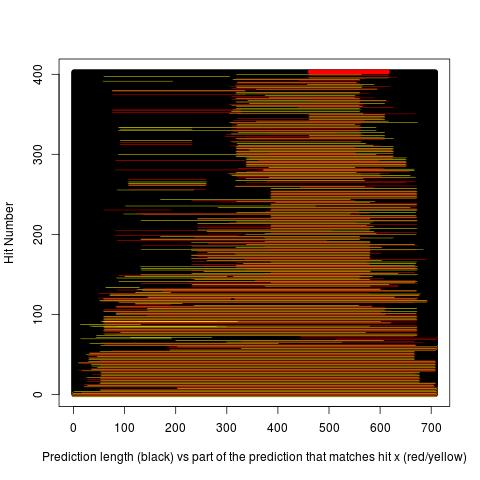 400
300
200
100
0
Hit Number
0 100 200 300 400 500 600 700
Prediction length (black) vs part of the prediction that matches hit x (red/yellow)